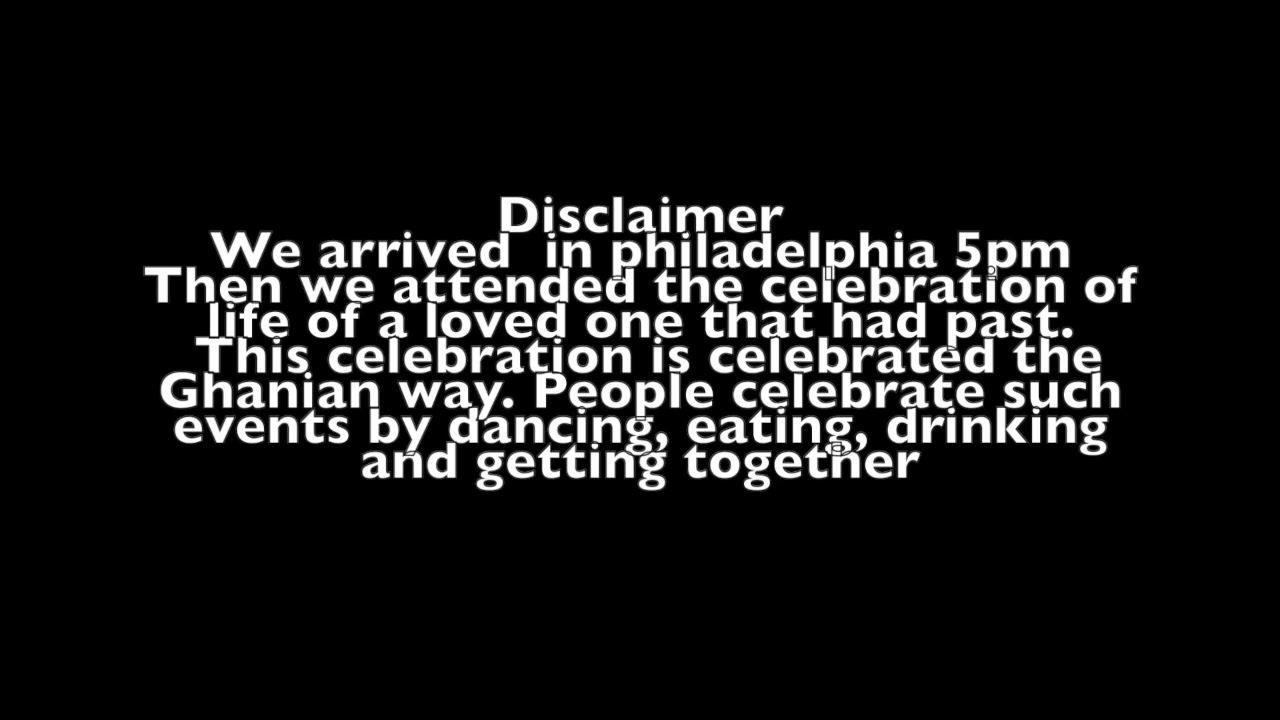 Disclaimer
We arrived  in philadelphia 5pm
Then we attended the celebration of
life of a loved one that had past.
This celebration is celebrated the
Ghanian way. People celebrate such
events by dancing, eating, drinking
and getting together